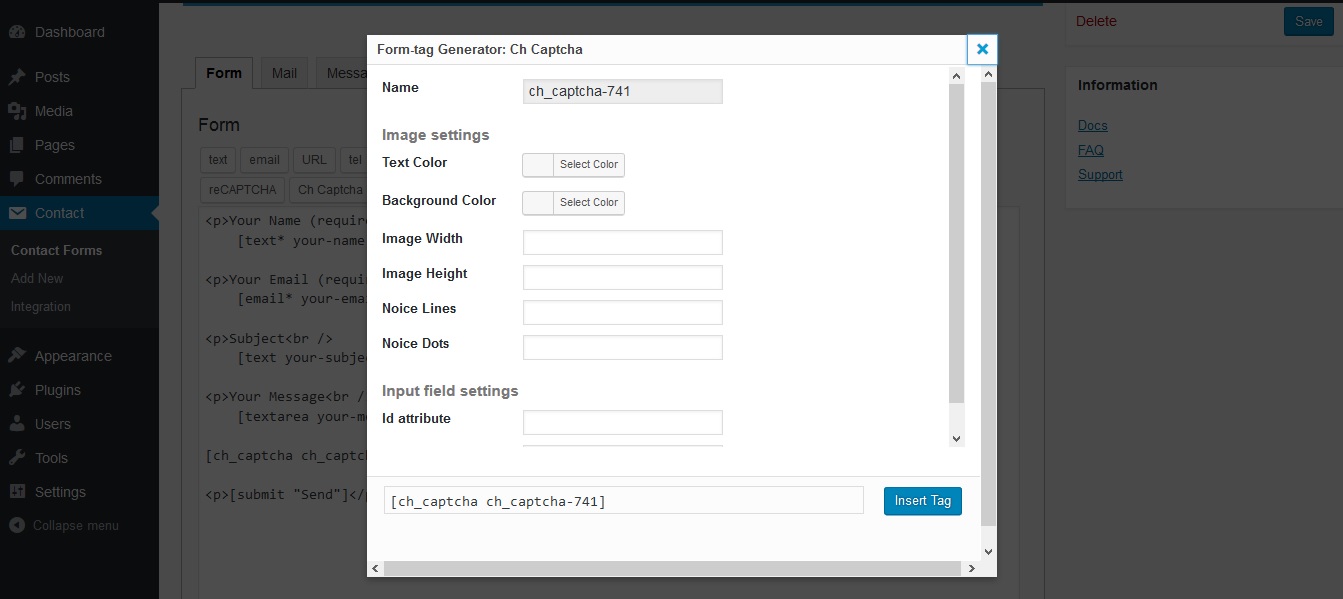 Dashboard
Posts
Media
Pages
Comments
Contact
Contact Forms
Add New
Integration
Appearance
Plugins
Users
Tools
Settings
Collapse menu
Form
Mail
Messa
Form
text
email
URL
tel
reCAPTCHA
Ch Captcha
<p>Your Name (requir
[text* your-name
<p>Your Email (requi
[email* your-ema
<p>Subject<br />
[text your-subje
<p>Your Message<br /
[textarea your-m
[ch_captcha ch_captc
<p>[submit "Send"]</
Form-tag Generator: Ch Captcha
Name
ch_captcha-741
Image settings
Text Color
Select Color
Background Color
Select Color
Image Width
Image Height
Noice Lines
Noice Dots
Input field settings
Id attribute
[ch_captcha ch_captcha-741]
Insert Tag
Delete
Save
Information
Docs
FAQ
Support